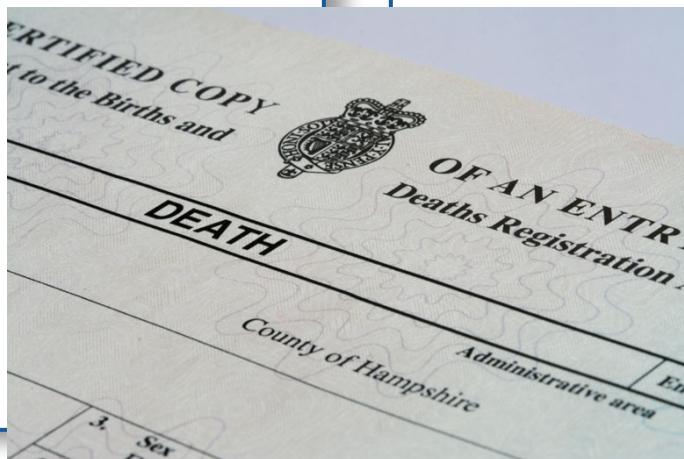 ERTIFIED COPY OF AN ENTR
t to the Births and Deaths Registration
DEATH
Administrative area
County of Hampshire
3. Sex